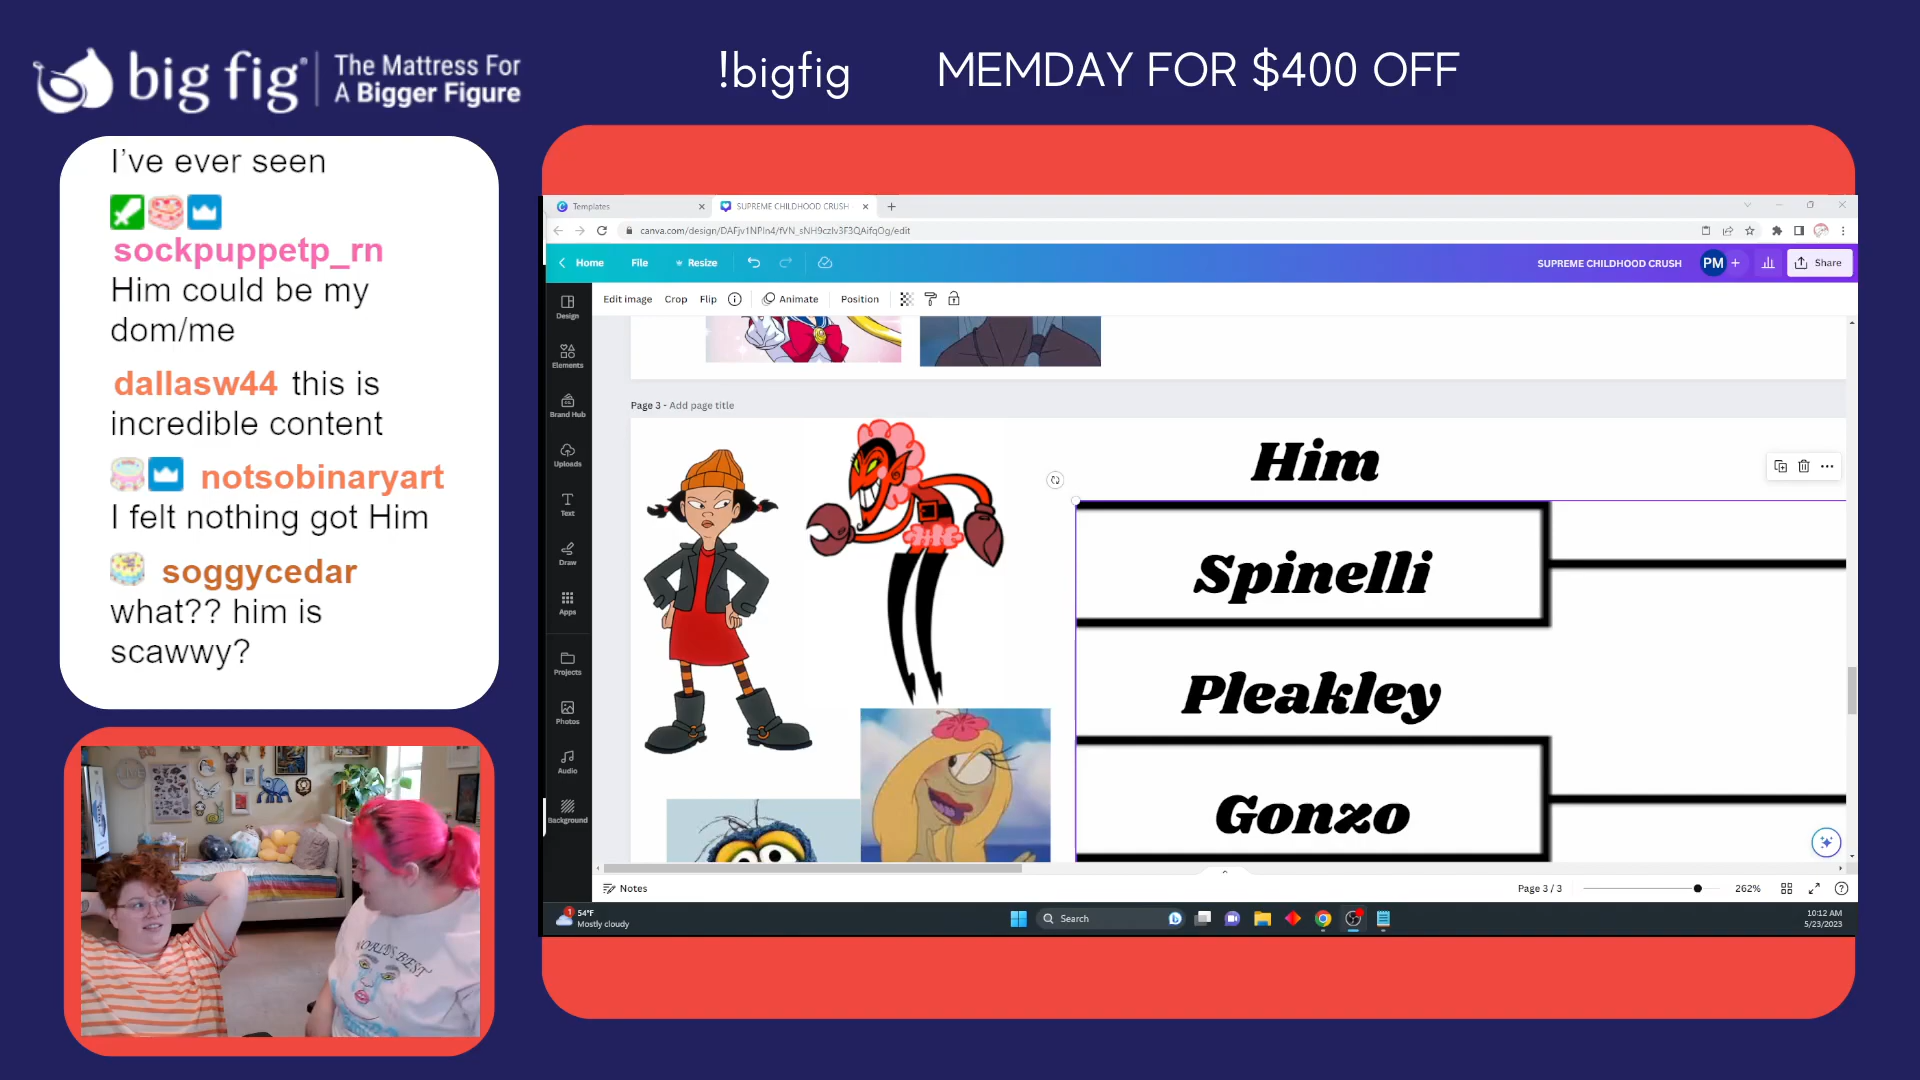 big fig
The Mattress For
A Bigger Figure
!bigfig
MEMDAY FOR $400 OFF
I've ever seen
sockpuppetp_rn
Him could be my
dom/me
dallasw44 this is
incredible content
notsobinaryart
I felt nothing got Him
soggycedar
what?? him is
scawwy?
WORLDS BEST
Templates
SUPREME CHILDHOOD CRUSH
canva.com/design/DAFjv1NPln4/fVN_sNH9czlv3F3QAifqOg/edit
Home
File
Resize
SUPREME CHILDHOOD CRUSH
PM
Share
Edit image
Crop
Flip
Animate
Position
Design
Elements
Brand Hub
Uploads
Text
Draw
Apps
Projects
Photos
Audio
Background
Page 3 - Add page title
Him
Spinelli
Pleakley
Gonzo
Notes
Page 3 / 3
262%
1
54°F
Mostly cloudy
Search
10:12 AM
5/23/2023